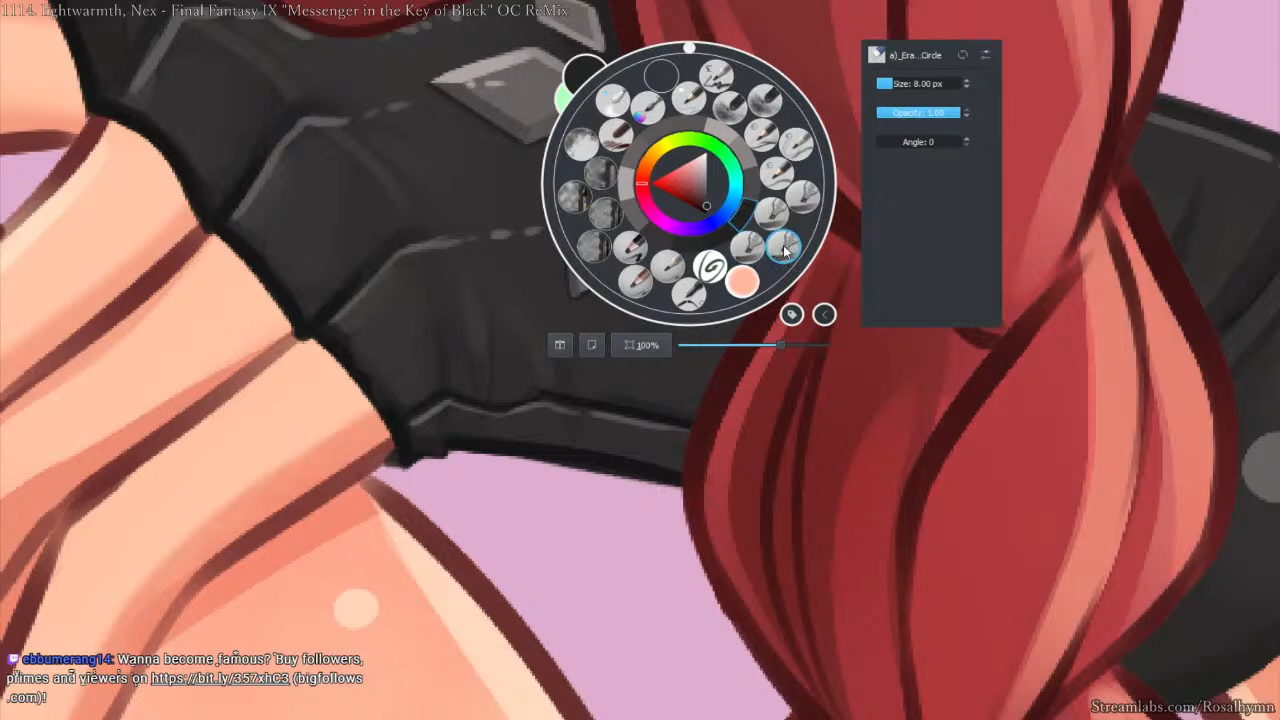 1114. Lightwarmth, Nex - Final Fantasy IX "Messenger in the Key of Black" OC ReMix
a)_Era...Circle
Size: 8.00 px
Opacity: 1.00
Angle: 0
100%
ebbumerang14: Wanna become famous? Buy followers,
primes and viewers on https://bit.ly/357xhC3 (bigfollows
.com)!
Streamlabs.com/Rosalhymn